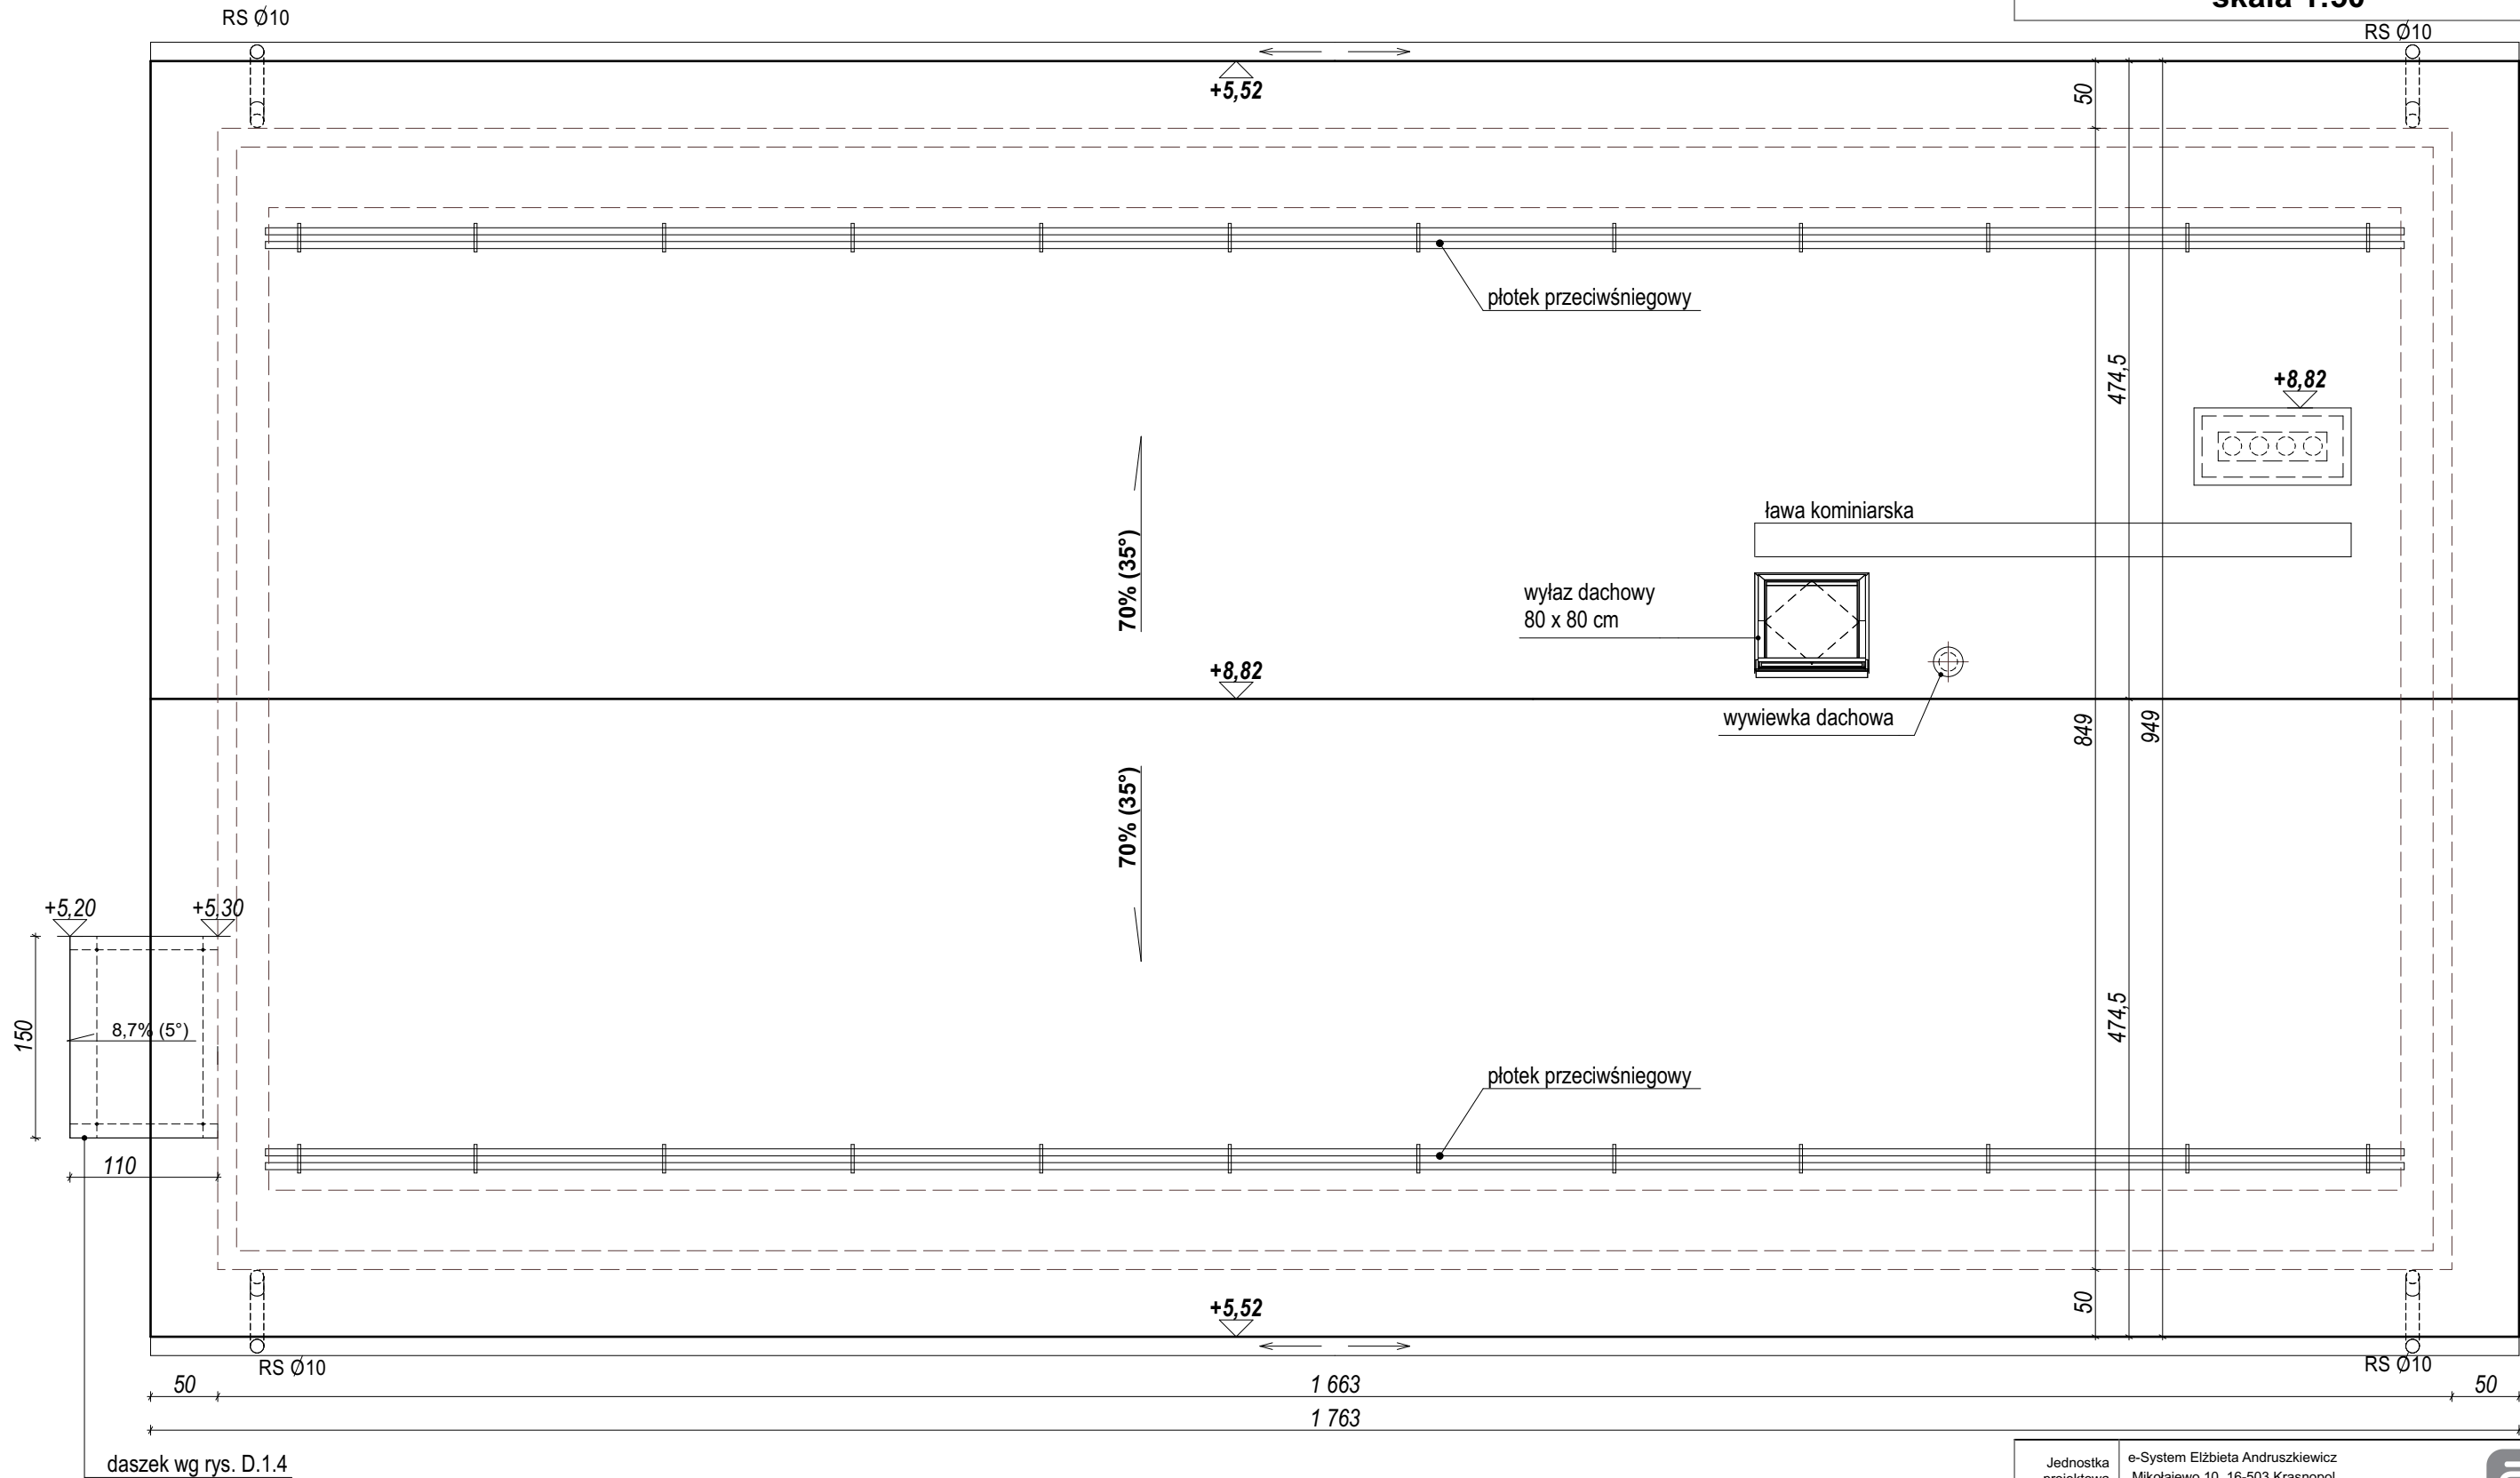 skala 1:50
RS Ø10
RS Ø10
+5,52
50
płotek przeciwśniegowy
474,5
+8,82
ława kominiarska
70% (35°)
wyłaz dachowy
80 x 80 cm
+8,82
wywiewka dachowa
849
949
70% (35°)
+5,20
+5,30
150
8,7% (5°)
474,5
płotek przeciwśniegowy
110
50
+5,52
RS Ø10
RS Ø10
50
1 663
50
1 763
daszek wg rys. D.1.4
Jednostka
projektowa
e-System Elżbieta Andruszkiewicz
Mikołajewo 10, 16-503 Krasnopol